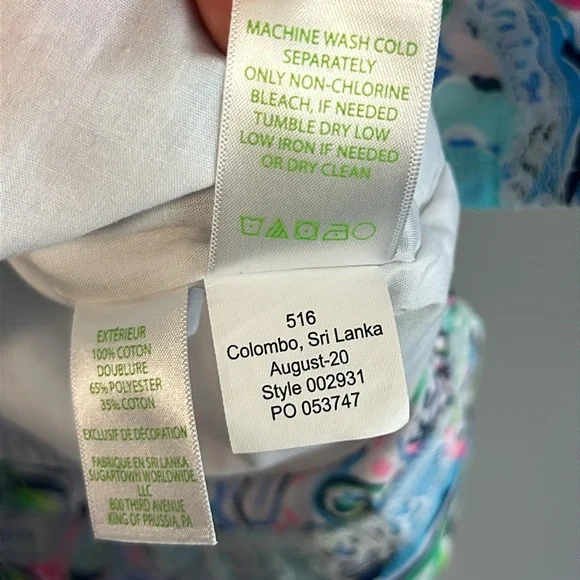 MACHINE WASH COLD
SEPARATELY
ONLY NON-CHLORINE
BLEACH, IF NEEDED
TUMBLE DRY LOW
LOW IRON IF NEEDED
OR DRY CLEAN
516
Colombo, Sri Lanka
August-20
Style 002931
PO 053747
EXTÉRIEUR
100% COTON
DOUBLURE
65% POLYESTER
35% COTON
EXCLUSIF DE DÉCORATION
FABRIQUÉ EN SRI LANKA
SUGARTOWN WORLDWIDE,
LLC
800 THIRD AVENUE
KING OF PRUSSIA, PA